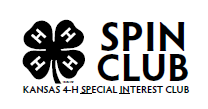 H H
H H
SPIN
CLUB
KANSAS 4-H SPECIAL INTEREST CLUB